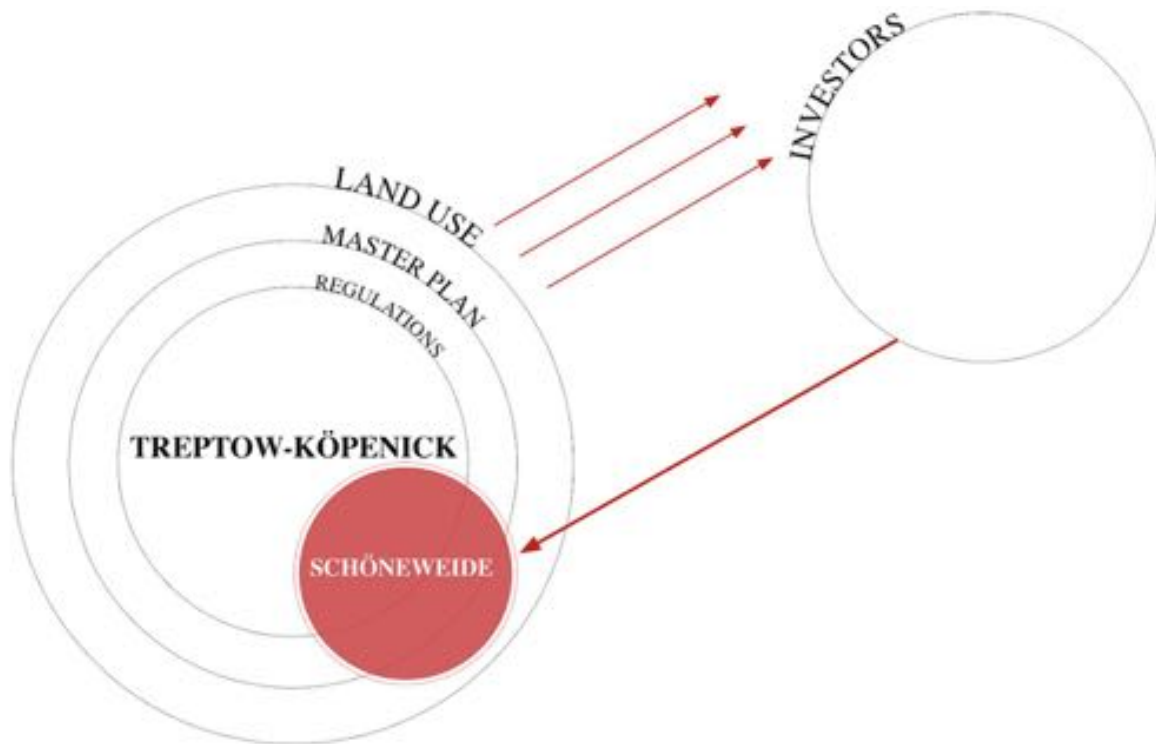 INVESTORS
LAND USE
MASTER PLAN
REGULATIONS
TREPTOW-KÖPENICK
SCHÖNEWEIDE